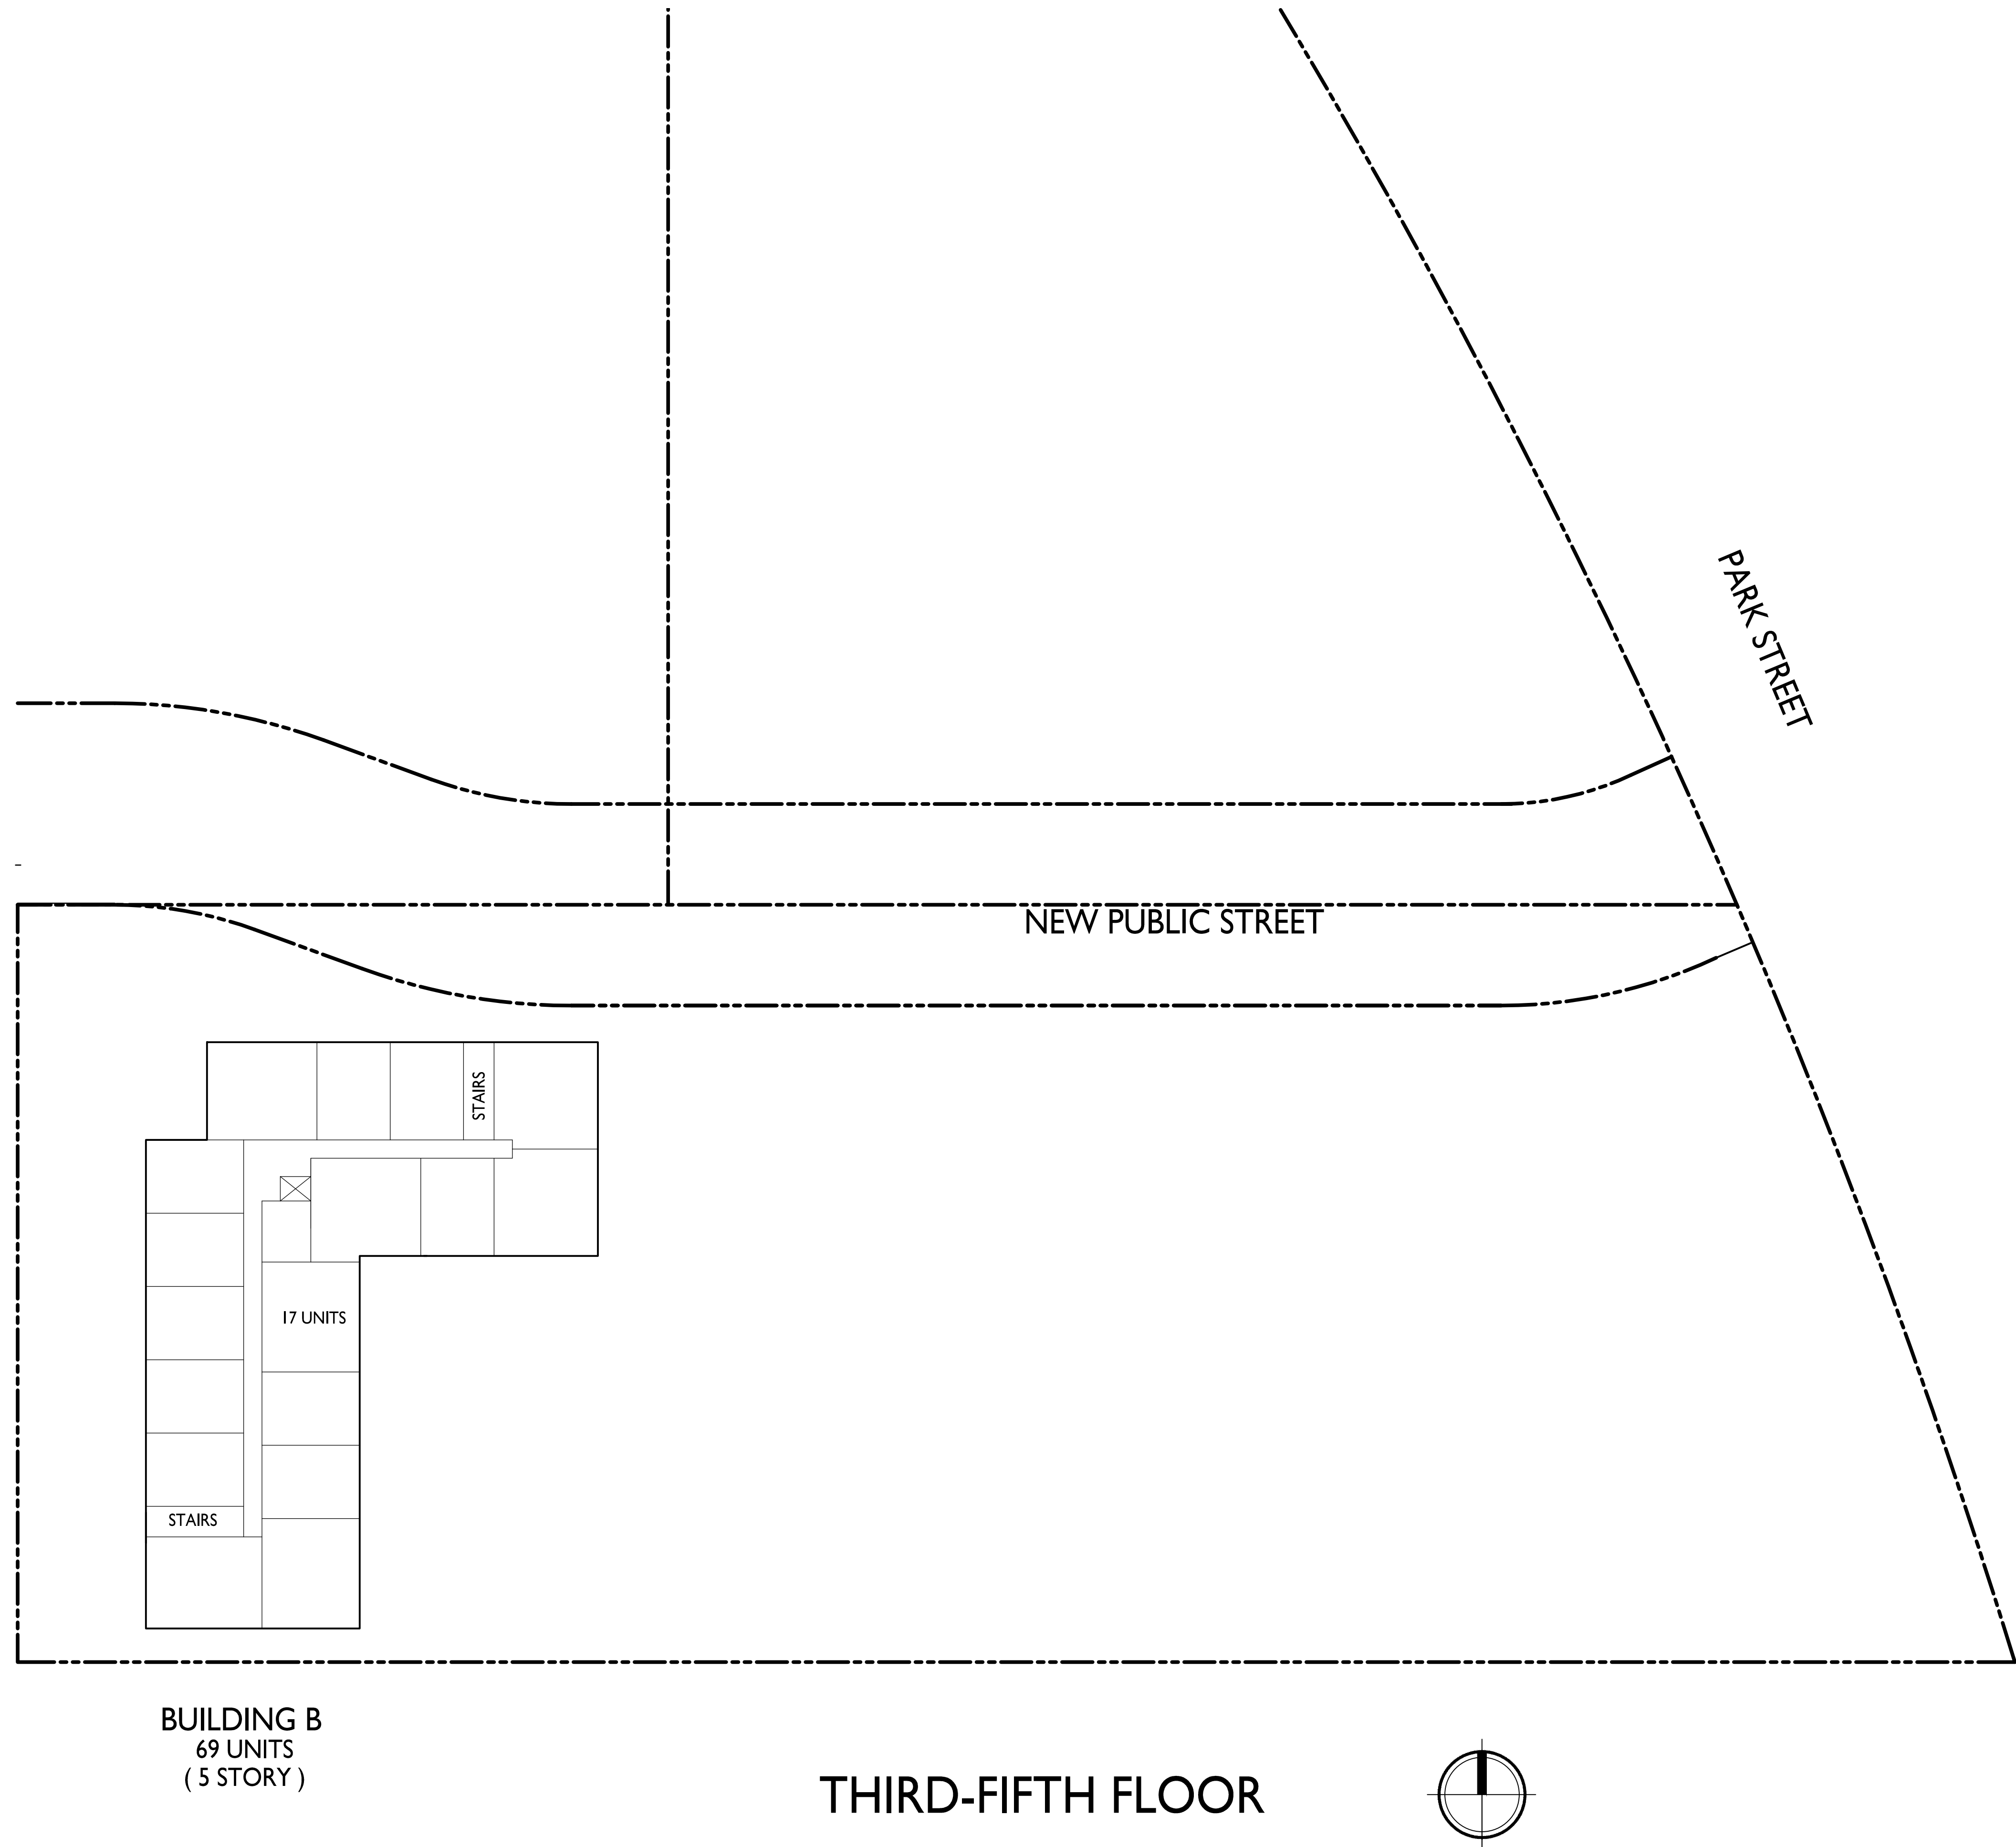 PARK STREET
NEW PUBLIC STREET
STAIRS
17 UNITS
STAIRS
BUILDING B
69 UNITS
( 5 STORY )
THIRD-FIFTH FLOOR